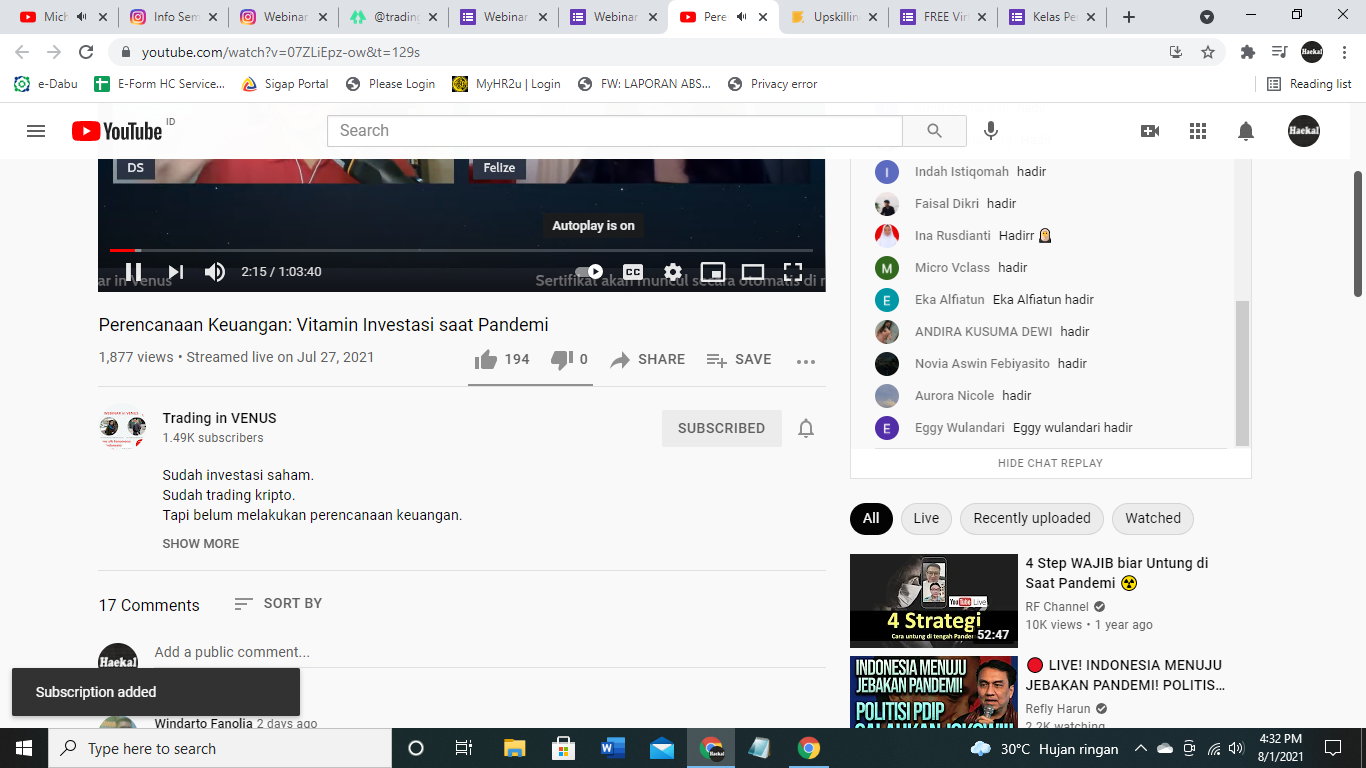 Mich
Info Sem
Webinar
@trading
Webinar
Webinar
Pere
Upskillin
FREE Vir
Kelas Pe
youtube.com/watch?v=07ZLiEpz-ow&t=129s
Haekal
e-Dabu
E-Form HC Service...
Sigap Portal
Please Login
MyHR2u | Login
FW: LAPORAN ABS...
Privacy error
Reading list
YouTube ID
Search
Haekal
DS
Felize
Autoplay is on
2:15 / 1:03:40
CC
ar in Venus
Sertifikat akan muncul secara otomatis di r
Perencanaan Keuangan: Vitamin Investasi saat Pandemi
1,877 views • Streamed live on Jul 27, 2021
194
0
SHARE
SAVE
Trading in VENUS
1.49K subscribers
SUBSCRIBED
Sudah investasi saham.
Sudah trading kripto.
Tapi belum melakukan perencanaan keuangan.
SHOW MORE
17 Comments
SORT BY
Haekal
Add a public comment...
Subscription added
Windarto Fanolia 2 days ago
I Indah Istiqomah hadir
Faisal Dikri hadir
Ina Rusdianti Hadirr 🧕
M Micro Vclass hadir
E Eka Alfiatun Eka Alfiatun hadir
ANDIRA KUSUMA DEWI hadir
Novia Aswin Febiyasito hadir
Aurora Nicole hadir
E Eggy Wulandari Eggy wulandari hadir
HIDE CHAT REPLAY
All
Live
Recently uploaded
Watched
YouTube Live
4 Strategi
Cara untung di tengah Pander
52:47
4 Step WAJIB biar Untung di
Saat Pandemi ☢
RF Channel
10K views • 1 year ago
INDONESIA MENUJU
JEBAKAN PANDEMI!
POLITISI PDIP
SALAHKAN JOKOWI!
🔴 LIVE! INDONESIA MENUJU
JEBAKAN PANDEMI! POLITIS...
Refly Harun
2.2K watching
Type here to search
30°C Hujan ringan
4:32 PM
8/1/2021